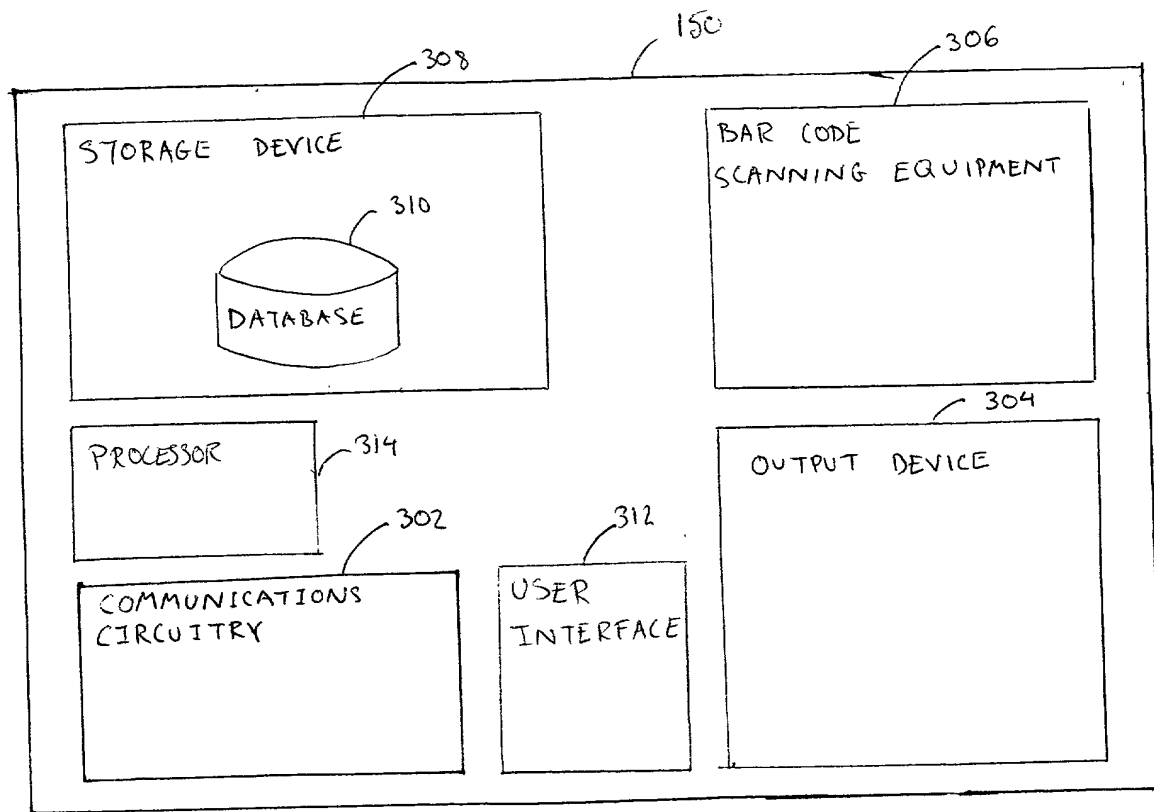 150
308
306
STORAGE DEVICE
BAR CODE
SCANNING EQUIPMENT
310
DATABASE
304
PROCESSOR
314
OUTPUT DEVICE
302
312
COMMUNICATIONS
CIRCUITRY
USER
INTERFACE